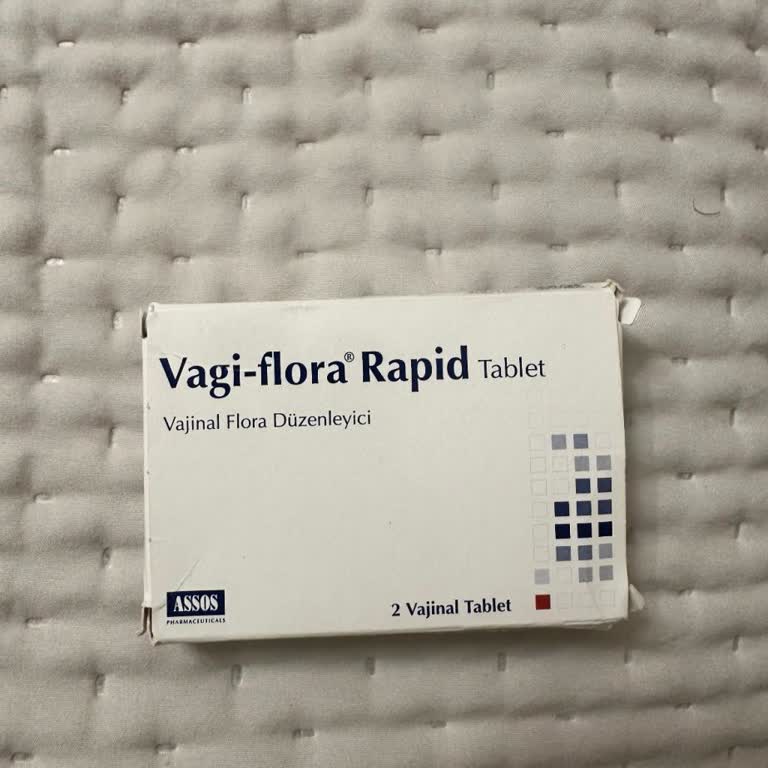 Vagi-flora® Rapid Tablet
Vajinal Flora Düzenleyici
ASSOS
PHARMACEUTICALS
2 Vajinal Tablet